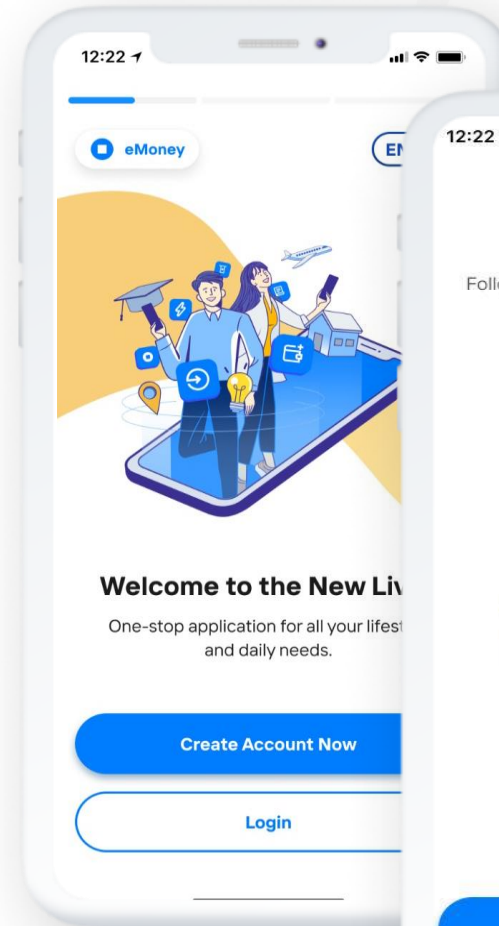 12:22
eMoney
EN
Welcome to the New Liv
One-stop application for all your lifest
and daily needs.
Create Account Now
Login
12:22
Foll